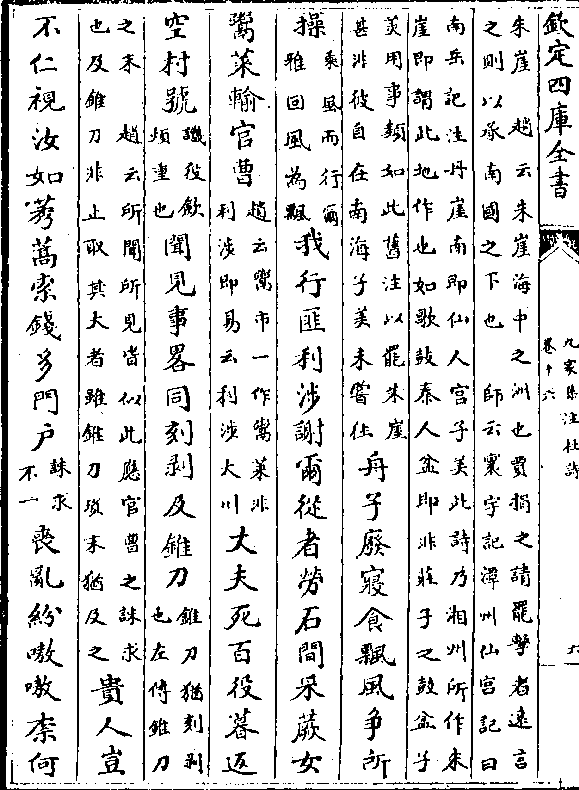 欽定四庫全書
九家集注杜詩
卷十六
朱崖 趙云朱崖海中之洲也賈捐之請罷擊者遠言
之則以承南國之下也 師云寰宇記潭州仙宫記曰
南岳記注丹崖南即仙人宫子美此詩乃湘州所作朱
崖即謂此地作也如歌鼓秦人盆即非莊子之鼓盆子
美用事類如此舊注以罷朱崖
甚非彼自在南海子美未嘗往
舟子廢寢食飄風争所
操
乘風而行爾
雅回風為飄
我行匪利涉謝爾從者勞石間采蕨女
鬻菜輸官曹
趙云鬻市一作鬻菜非
利涉即易云利涉大川
大夫死百役暮返
空村號
譏役飲
煩重也
聞見事畧同刻剥及錐刀
錐刀猶刻剥
也左傳錐刀
之末 趙云所聞所見皆似此應官曹之誅求
也及錐刀非止取其大者雖錐刀瑣末猶及之
貴人豈
不仁視汝如莠蒿索錢多門户
誅求
不一
喪亂紛嗷嗷柰何